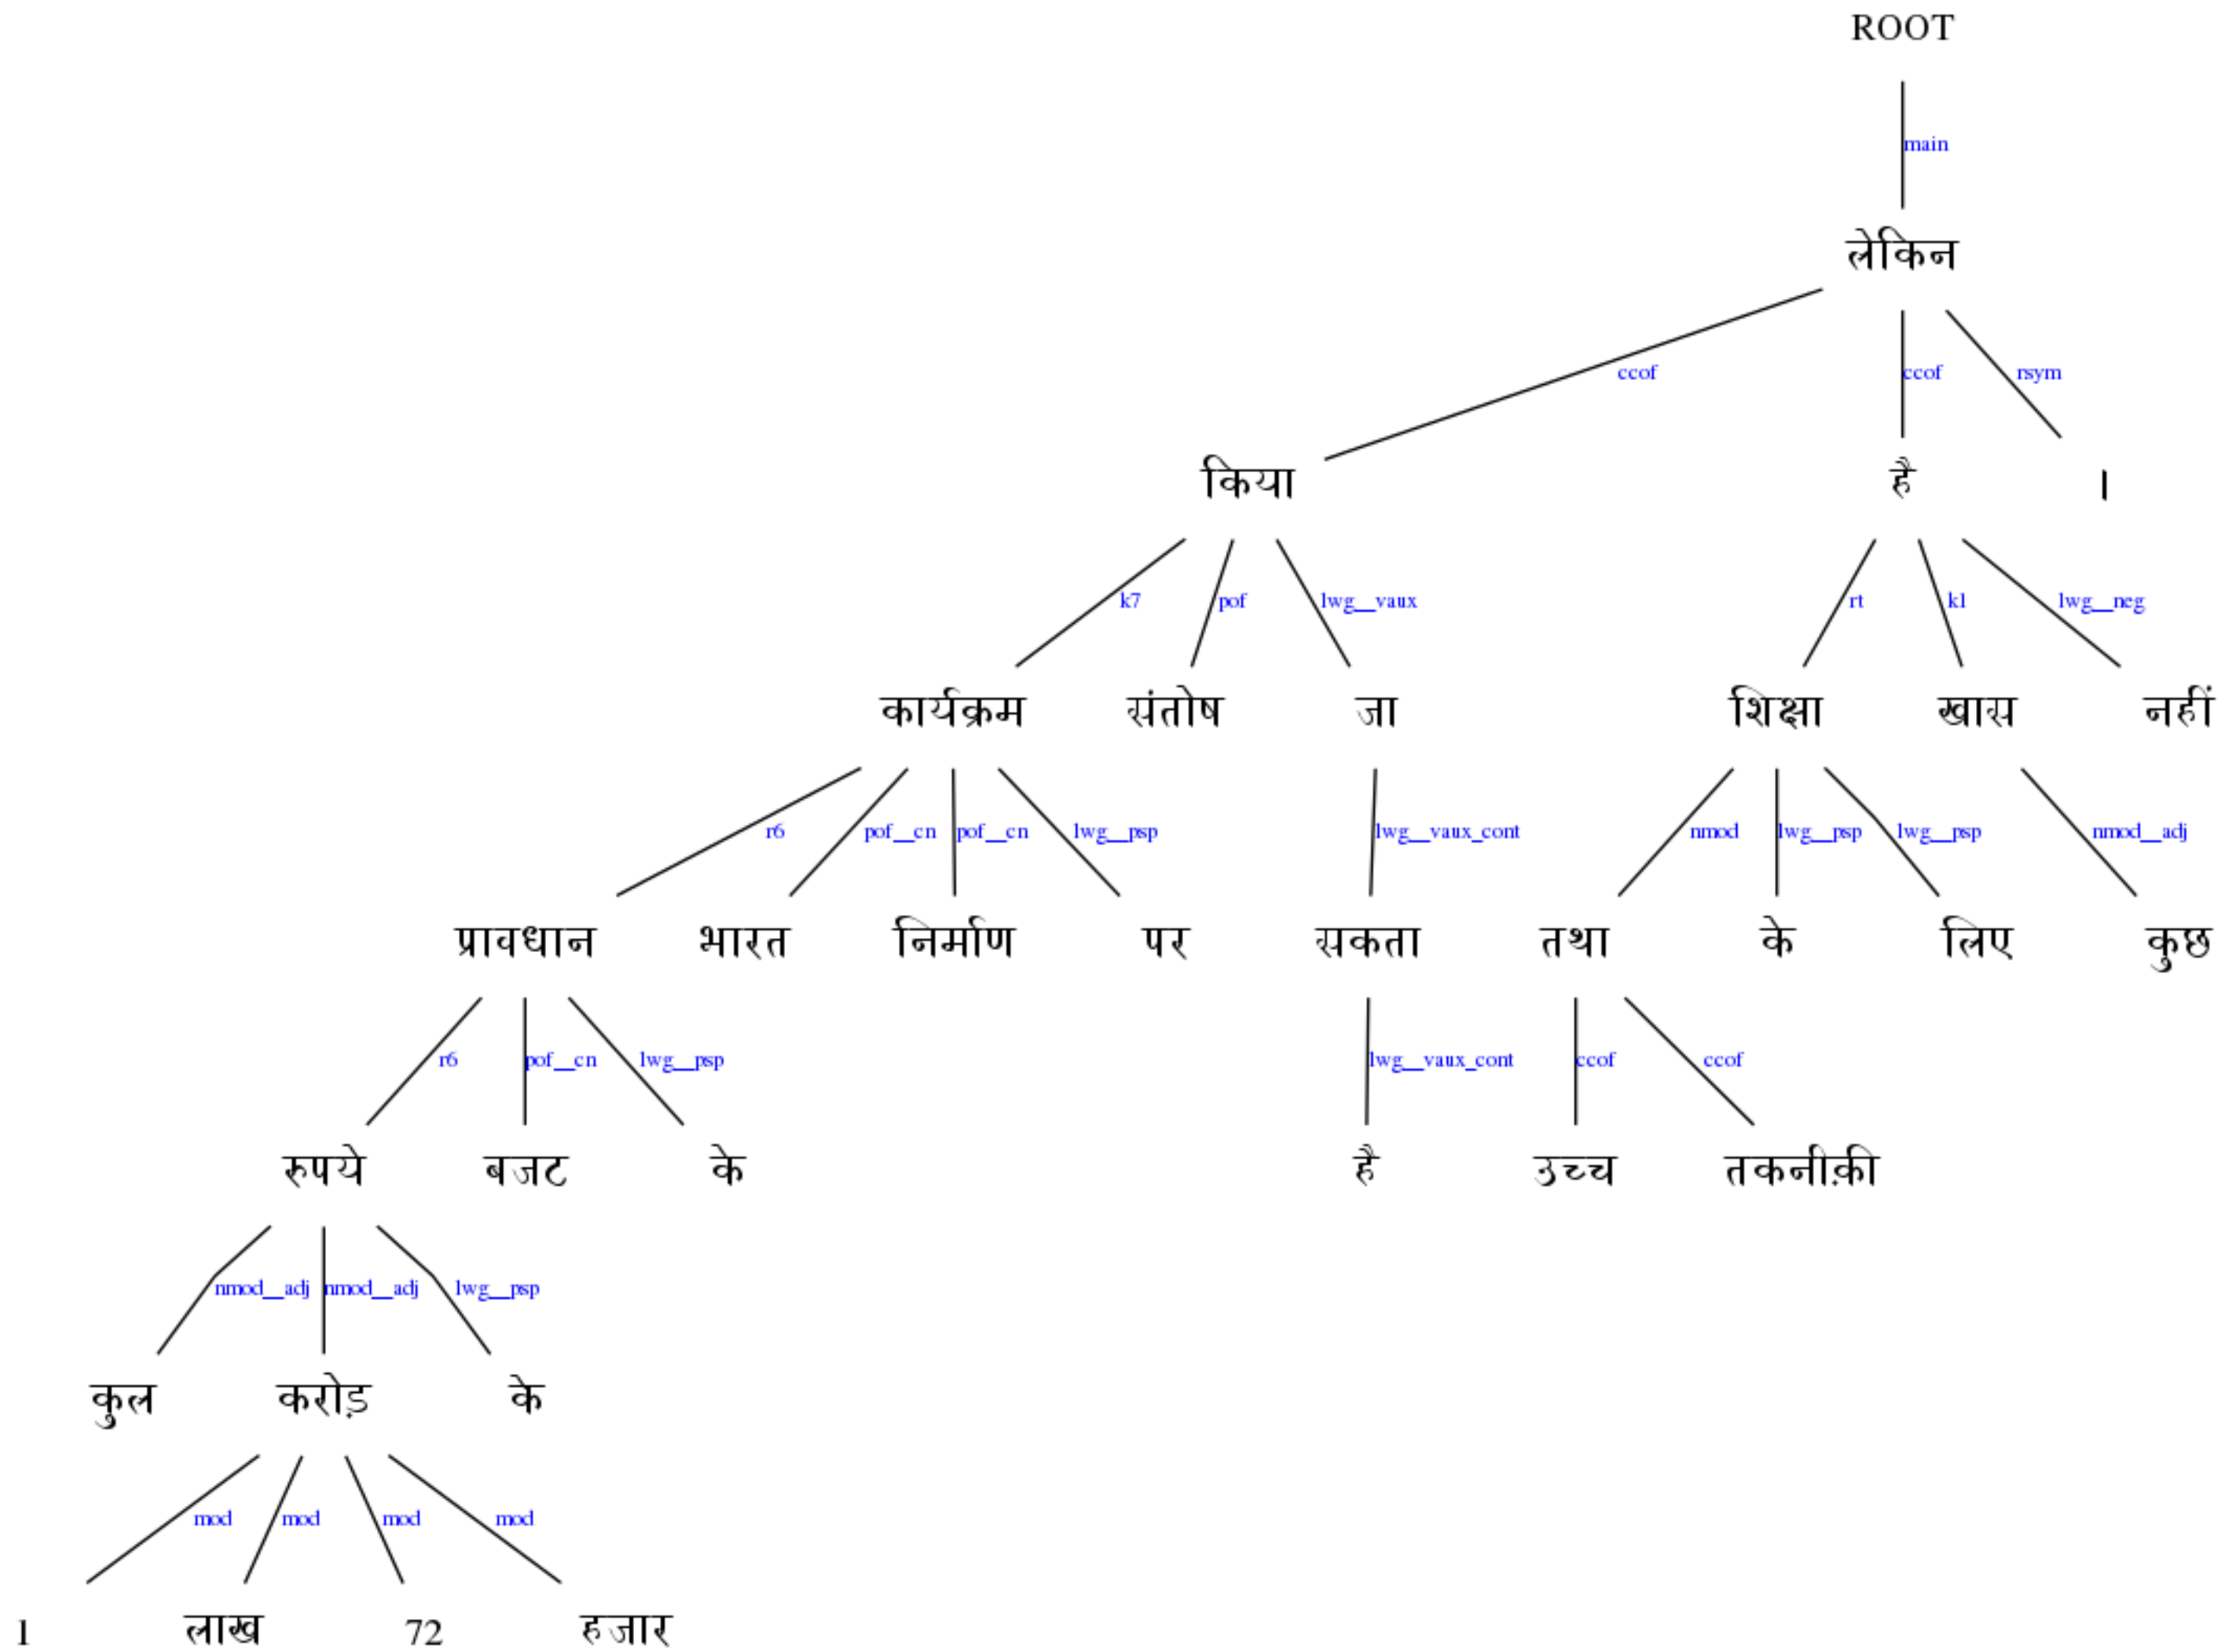 ROOT
main
लेकिन
ccof ccof rsym
किया है ।
k7 pof lwg__vaux rt k1 lwg__neg
कार्यक्रम संतोष जा शिक्षा खास नहीं
r6 pof__cn pof__cn lwg__psp lwg__vaux_cont nmod lwg__psp lwg__psp nmod__adj
प्रावधान भारत निर्माण पर सकता तथा के लिए कुछ
r6 pof__cn lwg__psp lwg__vaux_cont ccof ccof
रुपये बजट के है उच्च तकनीक़ी
nmod__adj nmod__adj lwg__psp
कुल करोड़ के
mod mod mod mod
1 लाख 72 हजार